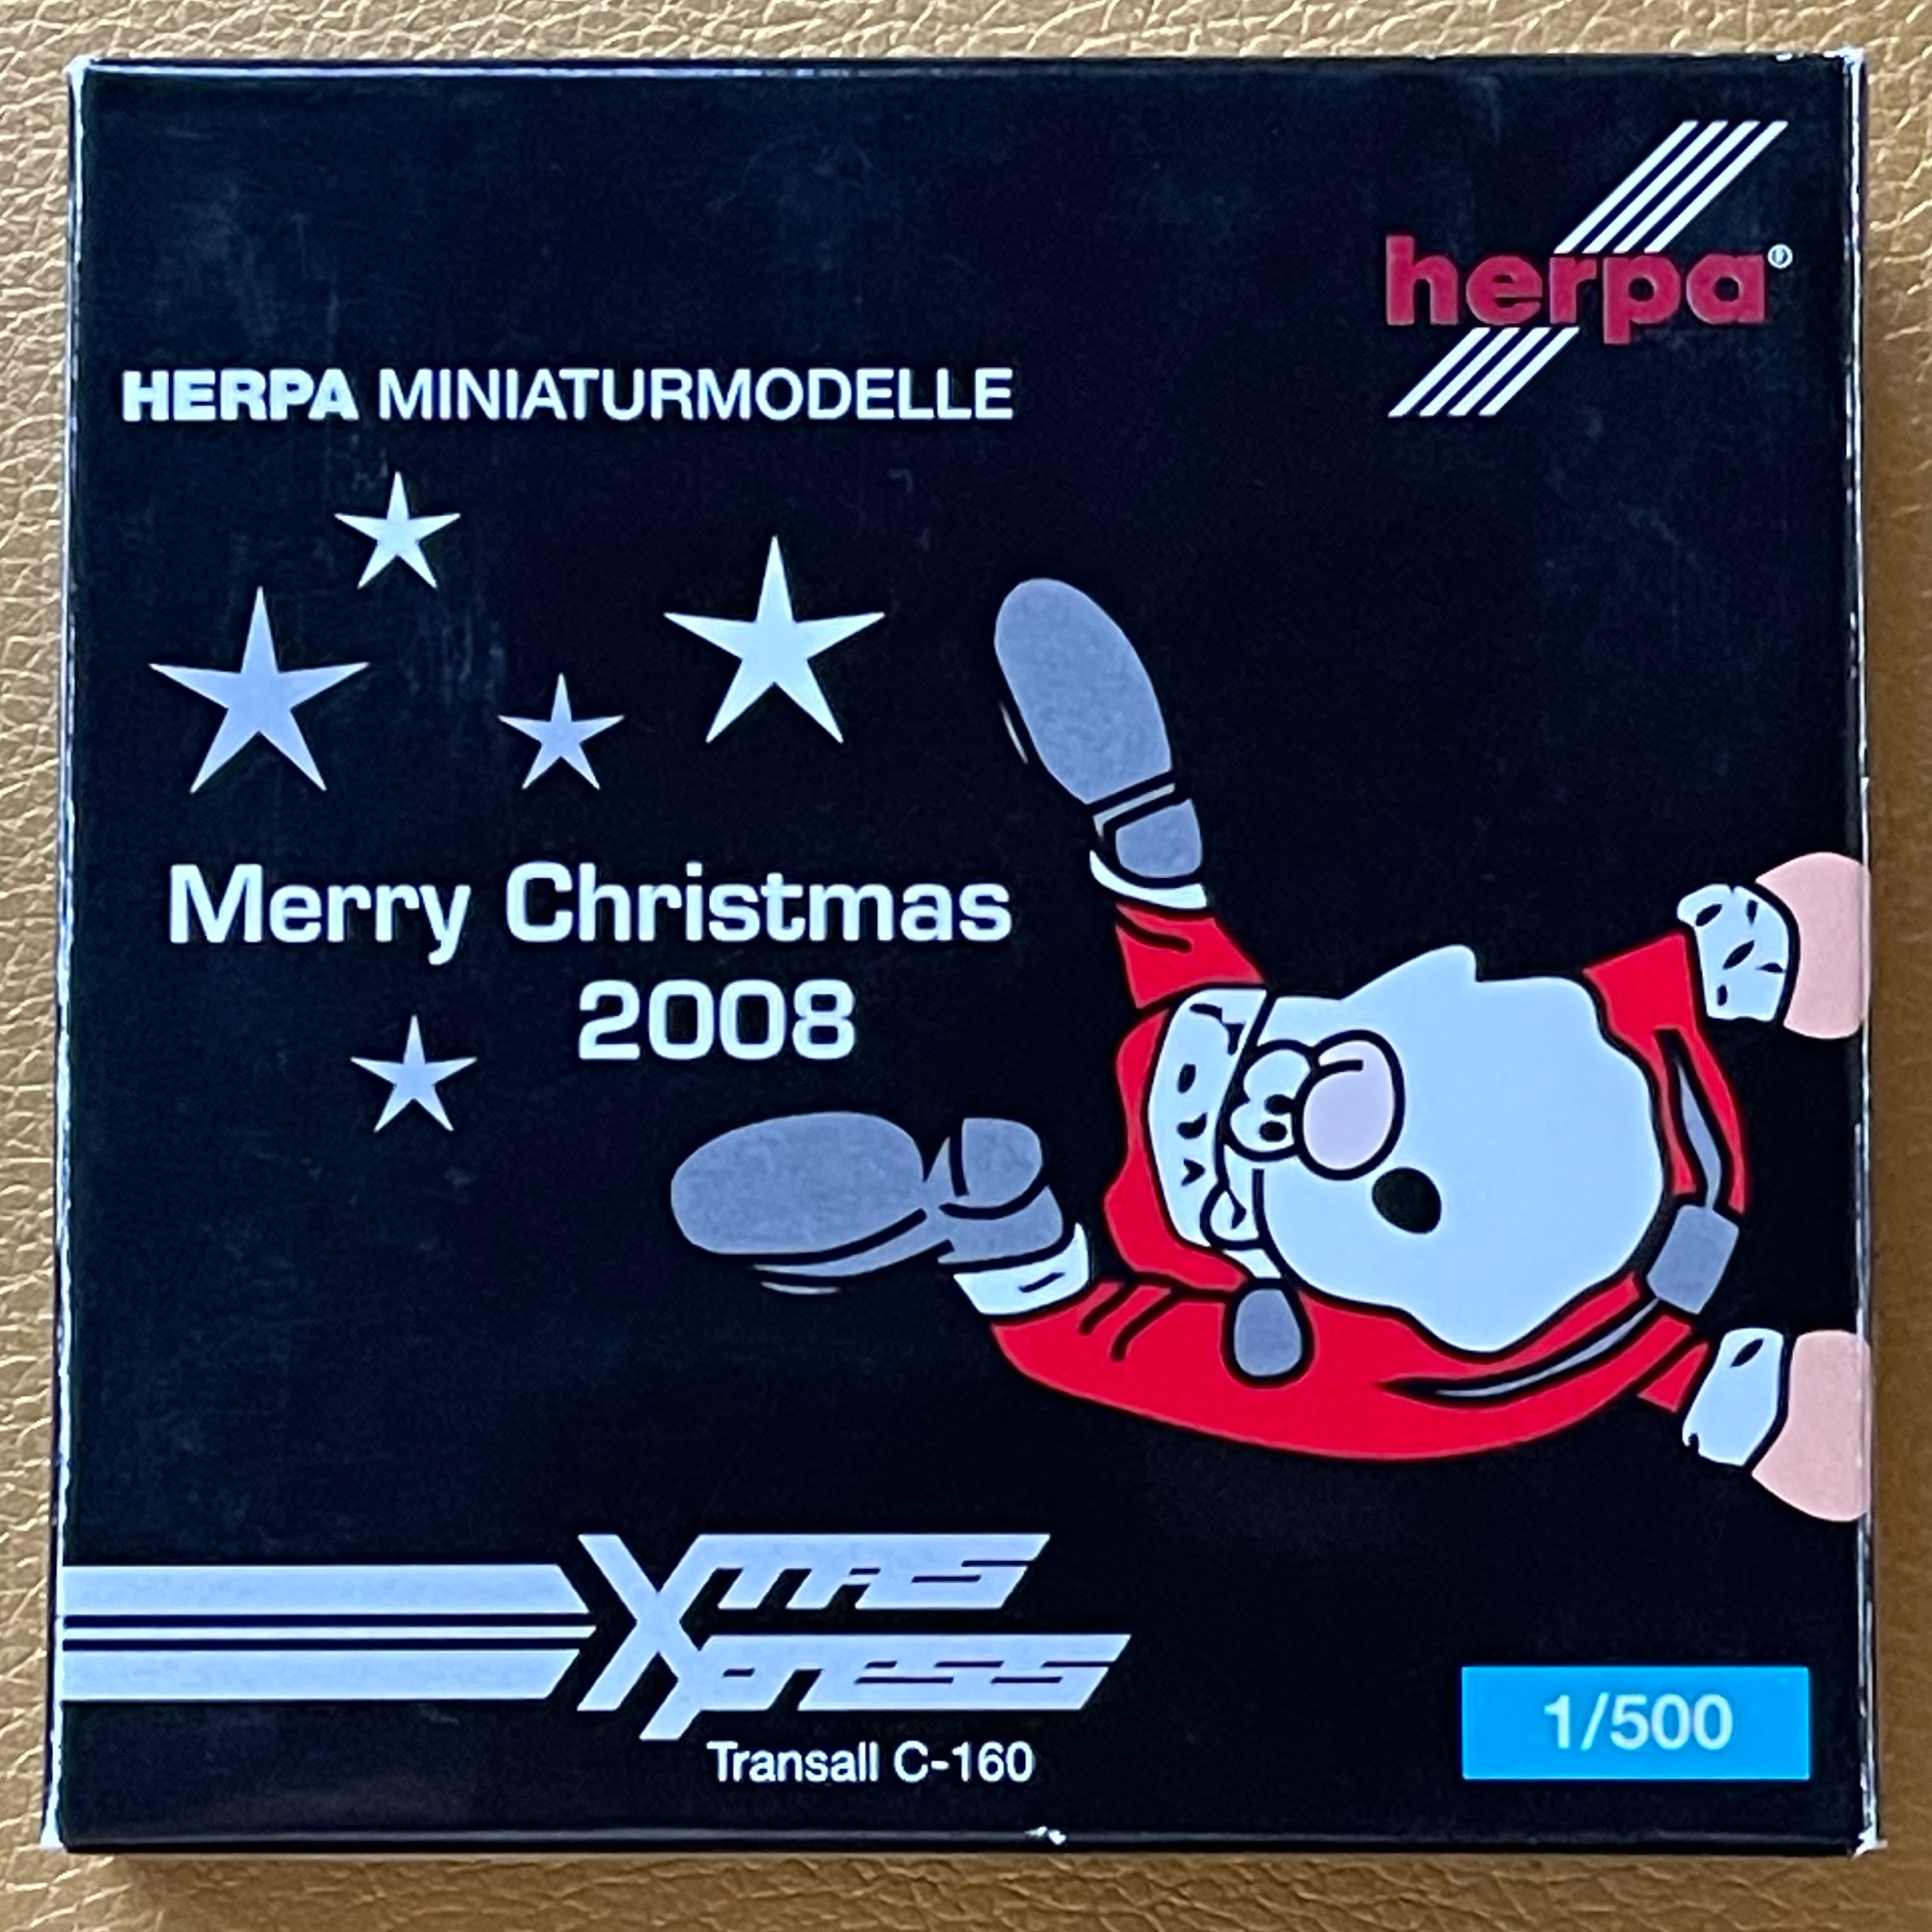 herpa®
HERPA MINIATURMODELLE
Merry Christmas
2008
Xmas
Xpress
Transall C-160
1/500